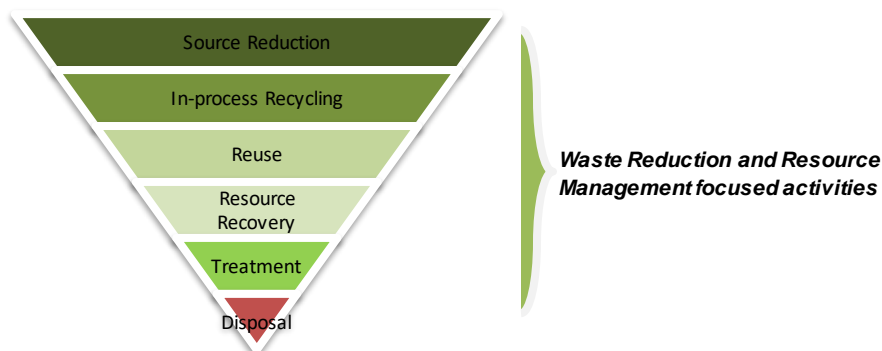 Source Reduction
In-process Recycling
Reuse
Resource
Recovery
Treatment
Disposal
Waste Reduction and Resource
Management focused activities